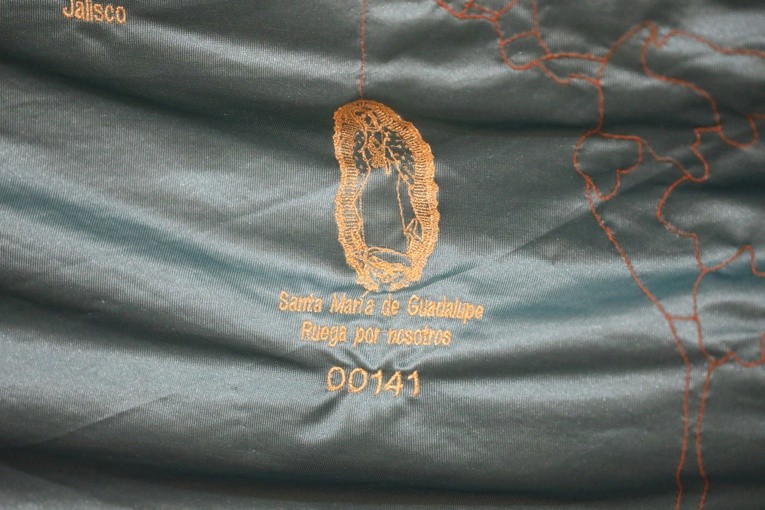 Jalisco
Santa María de Guadalupe
Ruega por nosotros
00141